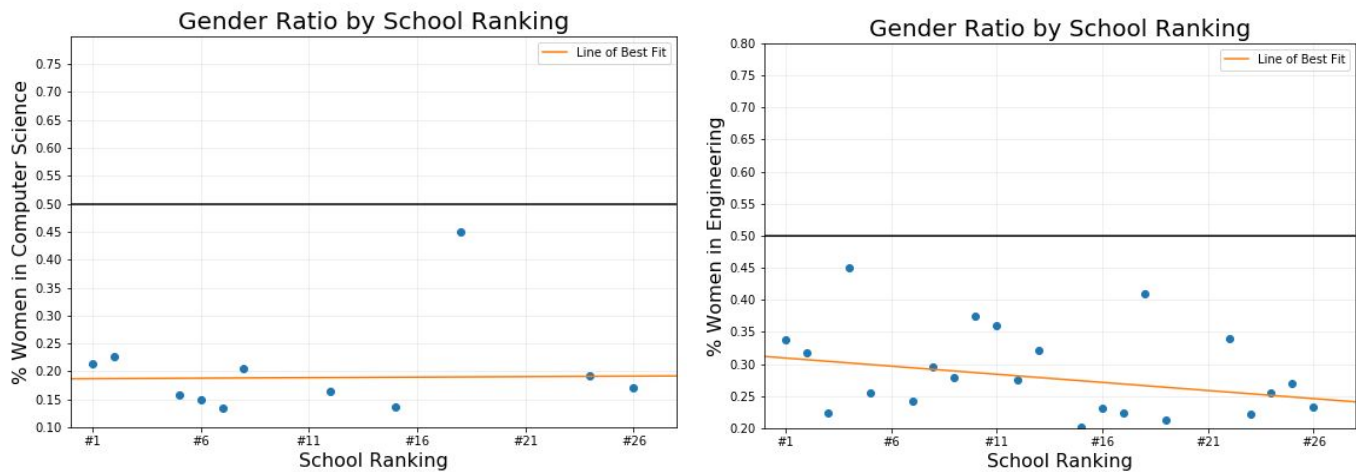 Gender Ratio by School Ranking
Line of Best Fit
% Women in Computer Science
0.75
0.70
0.65
0.60
0.55
0.50
0.45
0.40
0.35
0.30
0.25
0.20
0.15
0.10
#1 #6 #11 #16 #21 #26
School Ranking
Gender Ratio by School Ranking
Line of Best Fit
% Women in Engineering
0.80
0.75
0.70
0.65
0.60
0.55
0.50
0.45
0.40
0.35
0.30
0.25
0.20
#1 #6 #11 #16 #21 #26
School Ranking